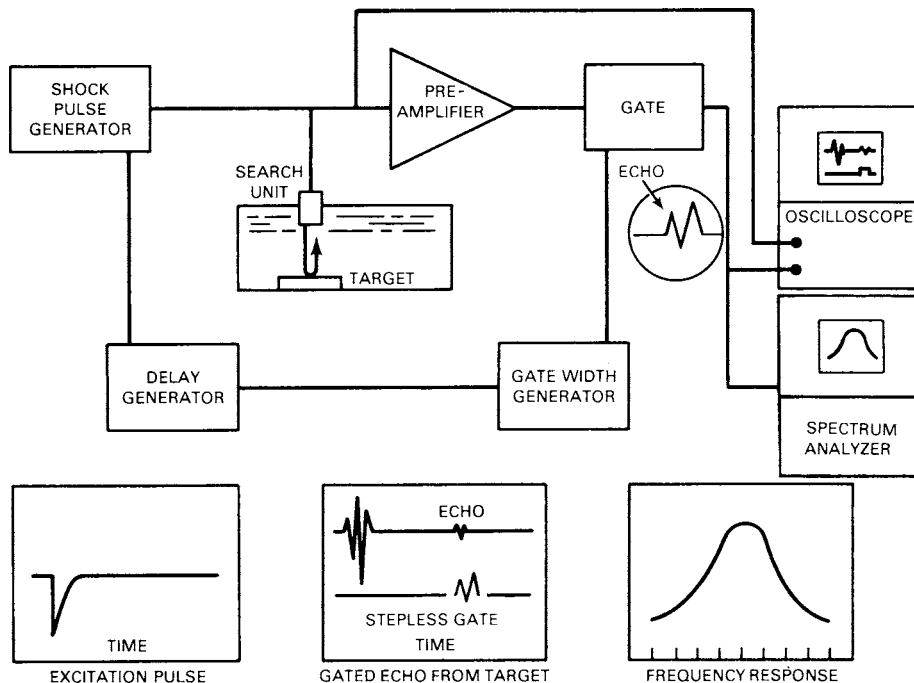 SHOCK
PULSE
GENERATOR
PRE-
AMPLIFIER
GATE
SEARCH
UNIT
ECHO
OSCILLOSCOPE
TARGET
DELAY
GENERATOR
GATE WIDTH
GENERATOR
SPECTRUM
ANALYZER
TIME
EXCITATION PULSE
ECHO
STEPLESS GATE
TIME
GATED ECHO FROM TARGET
FREQUENCY RESPONSE